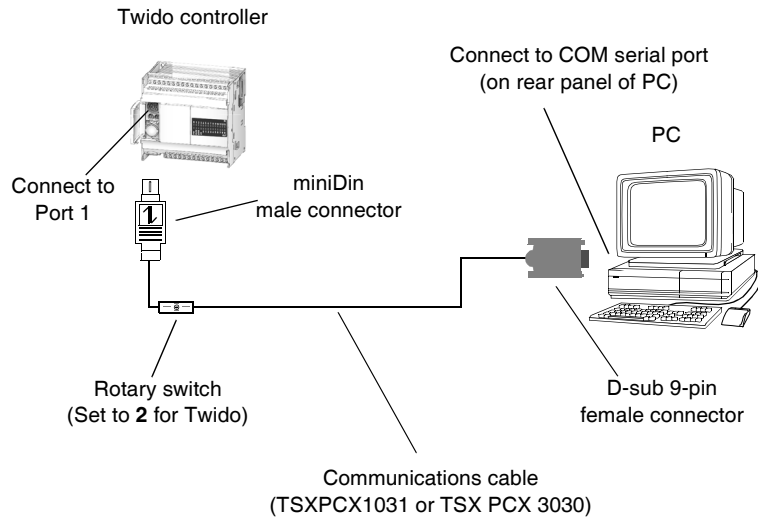 Twido controller
Connect to COM serial port
(on rear panel of PC)
PC
Connect to
Port 1
miniDin
male connector
Rotary switch
(Set to 2 for Twido)
D-sub 9-pin
female connector
Communications cable
(TSXPCX1031 or TSX PCX 3030)